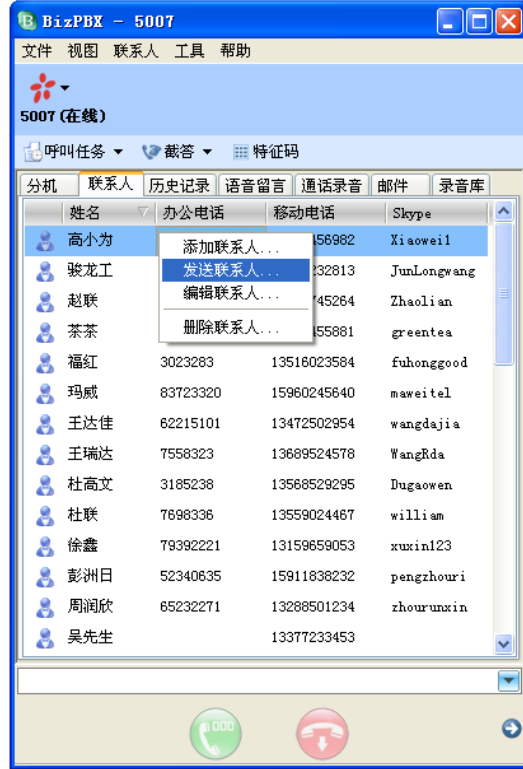 BizPBX - 5007
文件 视图 联系人 工具 帮助
5007 (在线)
呼叫任务 截答 特征码
分机 联系人 历史记录 语音留言 通话录音 邮件 录音库
姓名 办公电话 移动电话 Skype
高小为 56982 Xiaowei1
骏龙工 32813 JunLongwang
赵联 45264 Zhaolian
茶茶 55881 greentea
添加联系人...
发送联系人...
编辑联系人...
删除联系人...
福红 3023283 13516023584 fuhonggood
玛威 83723320 15960245640 maweitel
王达佳 62215101 13472502954 wangdajia
王瑞达 7558323 13689524578 WangRda
杜高文 3185238 13568529295 Dugaowen
杜联 7698336 13559024467 william
徐鑫 79392221 13159659053 xuxin123
彭洲日 52340635 15911838232 pengzhouri
周润欣 65232271 13288501234 zhourunxin
吴先生 13377233453